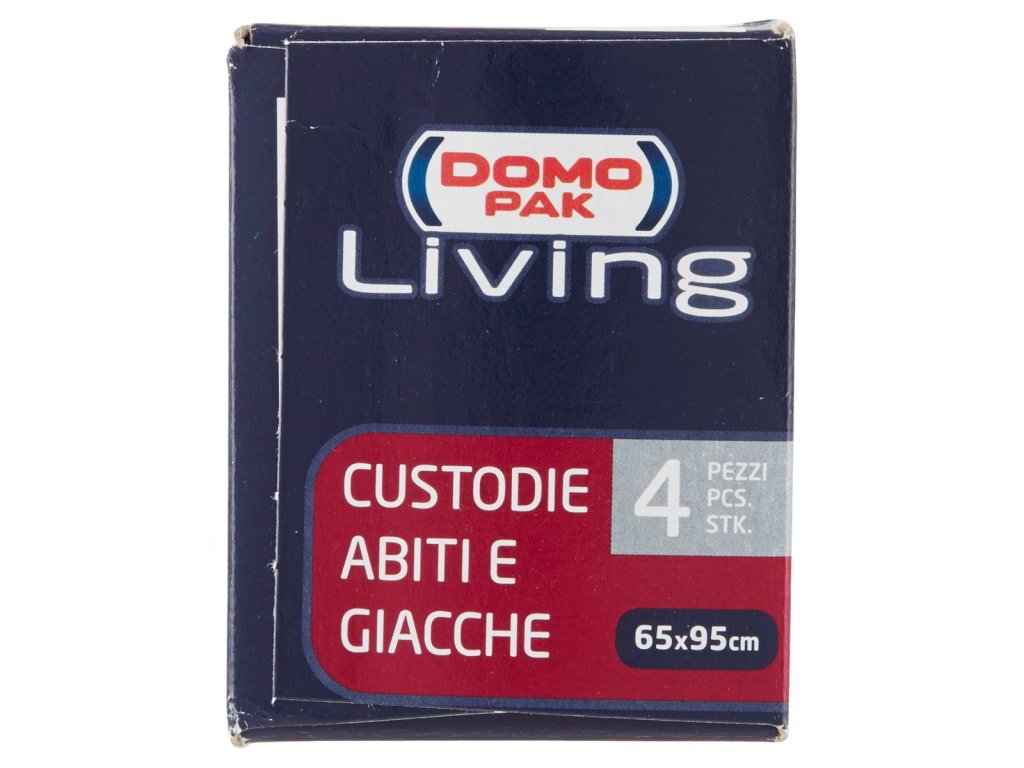 DOMO
PAK
Living
CUSTODIE
ABITI E
GIACCHE
4
PEZZI
PCS.
STK.
65x95cm